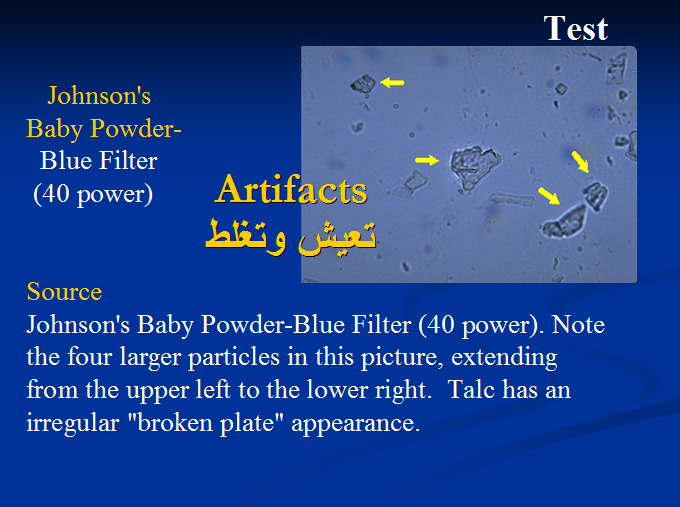 Test
Johnson's
Baby Powder-
Blue Filter
(40 power)
Artifacts
تعيش وتغلط
Source
Johnson's Baby Powder-Blue Filter (40 power). Note
the four larger particles in this picture, extending
from the upper left to the lower right.  Talc has an
irregular "broken plate" appearance.